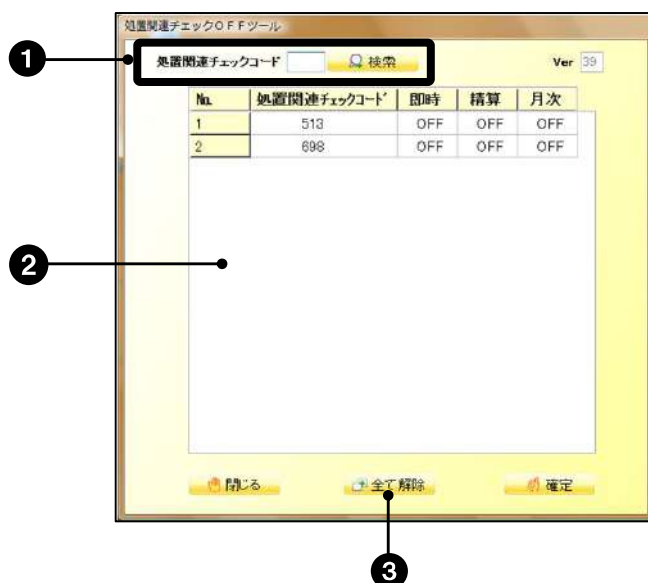 処置関連チェックOFFツール
❶ 処置関連チェックコード 検索 Ver 39
No. 処置関連チェックコード 即時 精算 月次
1 513 OFF OFF OFF
2 698 OFF OFF OFF
❷
閉じる 全て解除 確定
❸